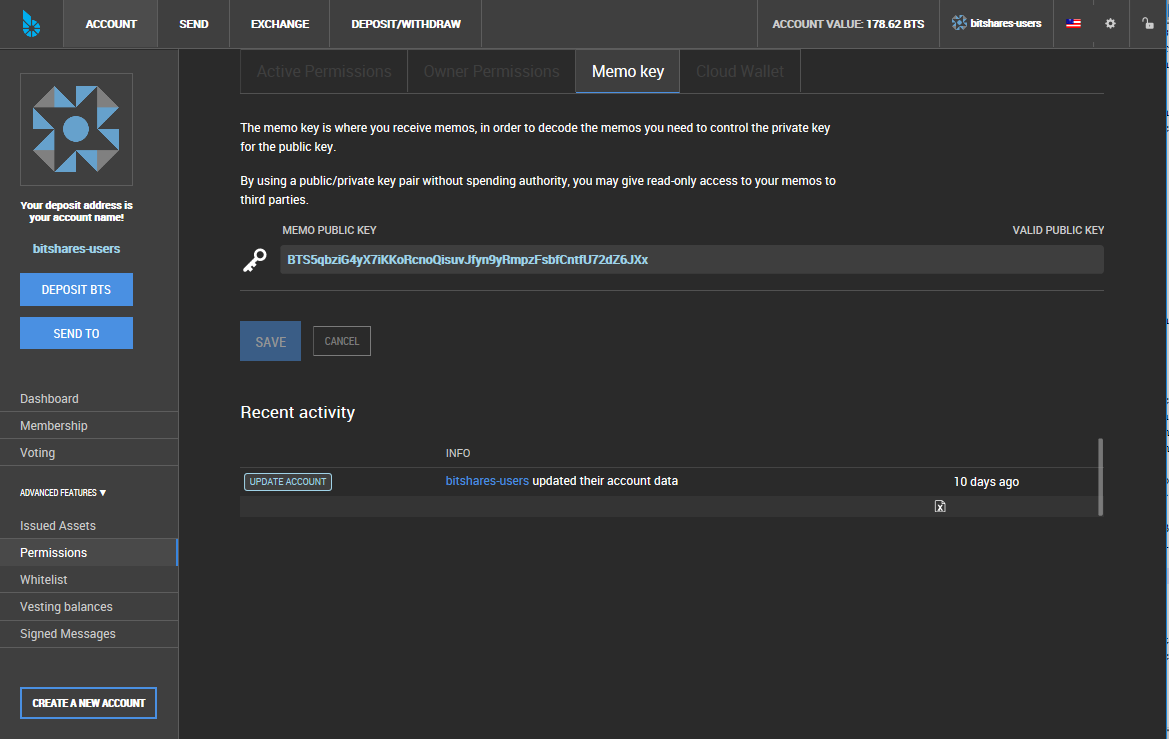 ACCOUNT SEND EXCHANGE DEPOSIT/WITHDRAW ACCOUNT VALUE: 178.62 BTS bitshares-users
Your deposit address is
your account name!
bitshares-users
DEPOSIT BTS
SEND TO
Dashboard
Membership
Voting
ADVANCED FEATURES ▼
Issued Assets
Permissions
Whitelist
Vesting balances
Signed Messages
CREATE A NEW ACCOUNT
Active Permissions Owner Permissions Memo key Cloud Wallet
The memo key is where you receive memos, in order to decode the memos you need to control the private key
for the public key.
By using a public/private key pair without spending authority, you may give read-only access to your memos to
third parties.
MEMO PUBLIC KEY VALID PUBLIC KEY
BTS5qbziG4yX7iKKoRcnoQisuvJfyn9yRmpzFsbfCntfU72dZ6JXx
SAVE CANCEL
Recent activity
INFO
UPDATE ACCOUNT bitshares-users updated their account data 10 days ago